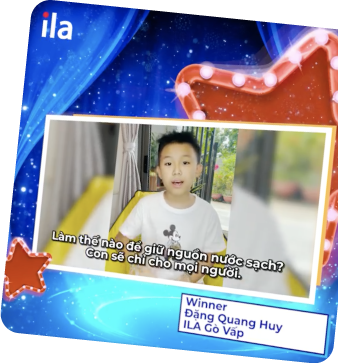 ila
Làm thế nào để giữ nguồn nước sạch?
Con sẽ chỉ cho mọi người.
Winner
Đặng Quang Huy
ILA Gò Vấp